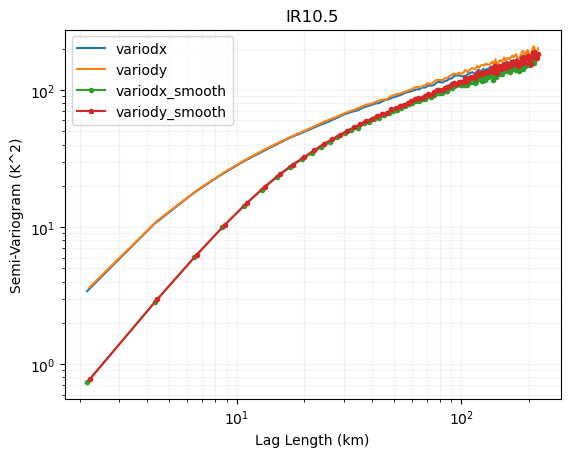 IR10.5
variodx
variody
variodx_smooth
variody_smooth
Semi-Variogram (K^2)
10^2
10^1
10^0
10^1
10^2
Lag Length (km)